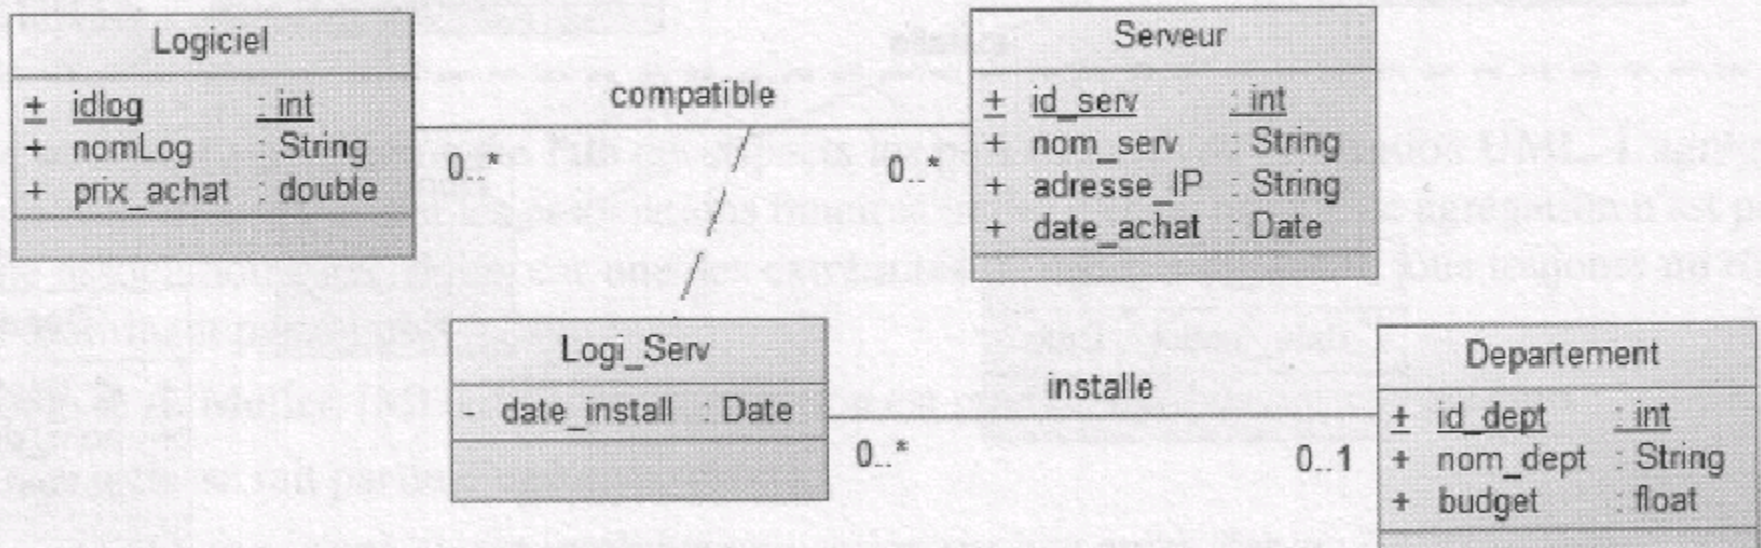 Logiciel
+ idlog : int
+ nomLog : String
+ prix_achat : double
compatible
0..*
0..*
Serveur
+ id_serv : int
+ nom_serv : String
+ adresse_IP : String
+ date_achat : Date
Logi_Serv
- date_install : Date
installe
0..*
0..1
Departement
+ id_dept : int
+ nom_dept : String
+ budget : float